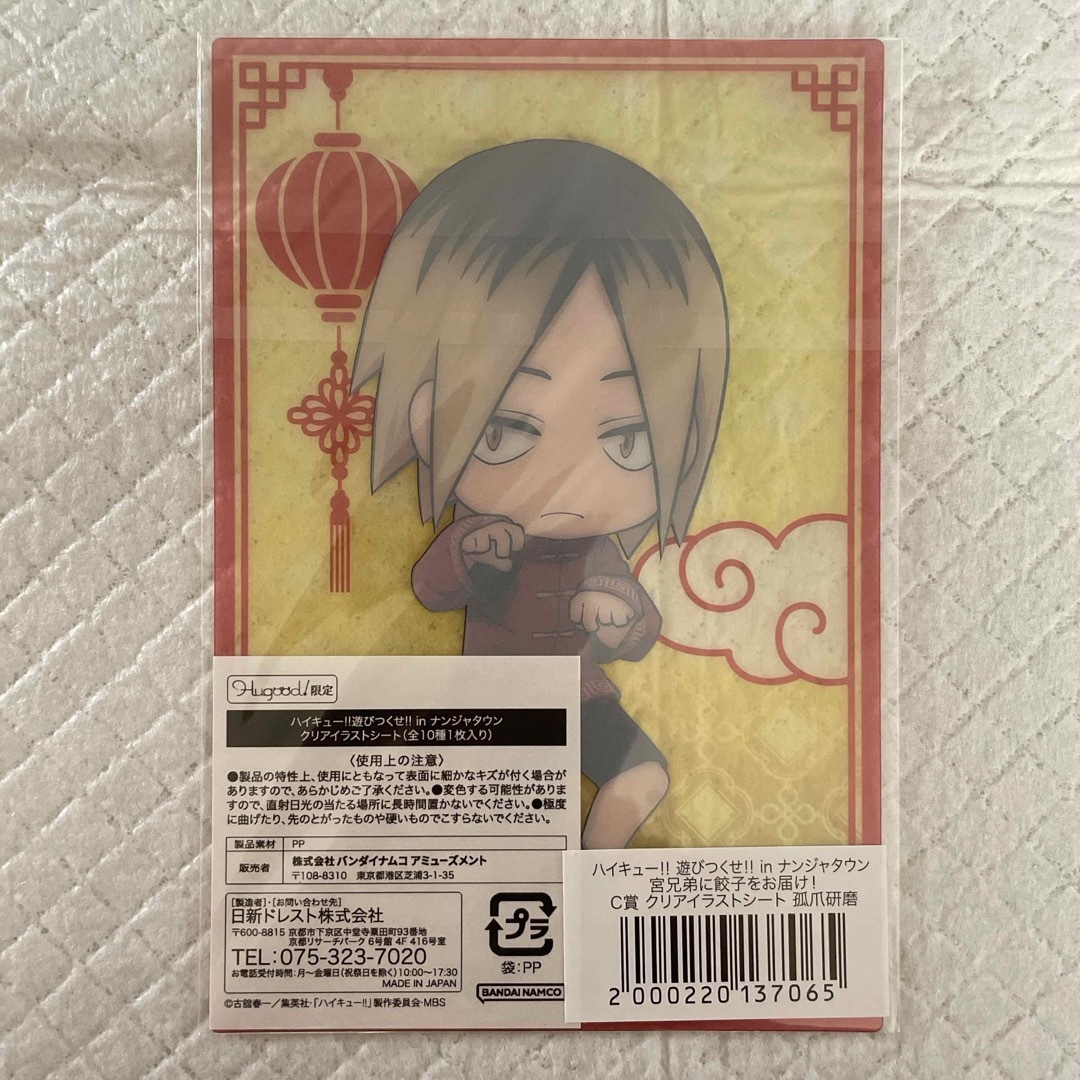 Hugood!限定
ハイキュー!!遊びつくせ!! in ナンジャタウン
クリアイラストシート(全10種1枚入り)
〈使用上の注意〉
●製品の特性上、使用にともなって表面に細かなキズが付く場合が
ありますので、あらかじめご了承ください。●変色する可能性がありま
すので、直射日光の当たる場所に長時間置かないでください。●極度
に曲げたり、先のとがったものや硬いものでこすらないでください。
製品素材 PP
販売者 株式会社 バンダイナムコ アミューズメント
〒108-8310 東京都港区芝浦3-1-35
[製造者]・[お問い合わせ先]
日新ドレスト株式会社
〒600-8815 京都市下京区中堂寺粟田町93番地
京都リサーチパーク 6号館 4F 416号室
TEL:075-323-7020
お電話受付時間:月〜金曜日(祝祭日を除く)10:00〜17:30
MADE IN JAPAN
プラ
袋:PP
BANDAI NAMCO
©古舘春一/集英社・「ハイキュー!!」製作委員会・MBS
ハイキュー!! 遊びつくせ!! in ナンジャタウン
宮兄弟に餃子をお届け!
C賞 クリアイラストシート 孤爪研磨
2 000220 137065